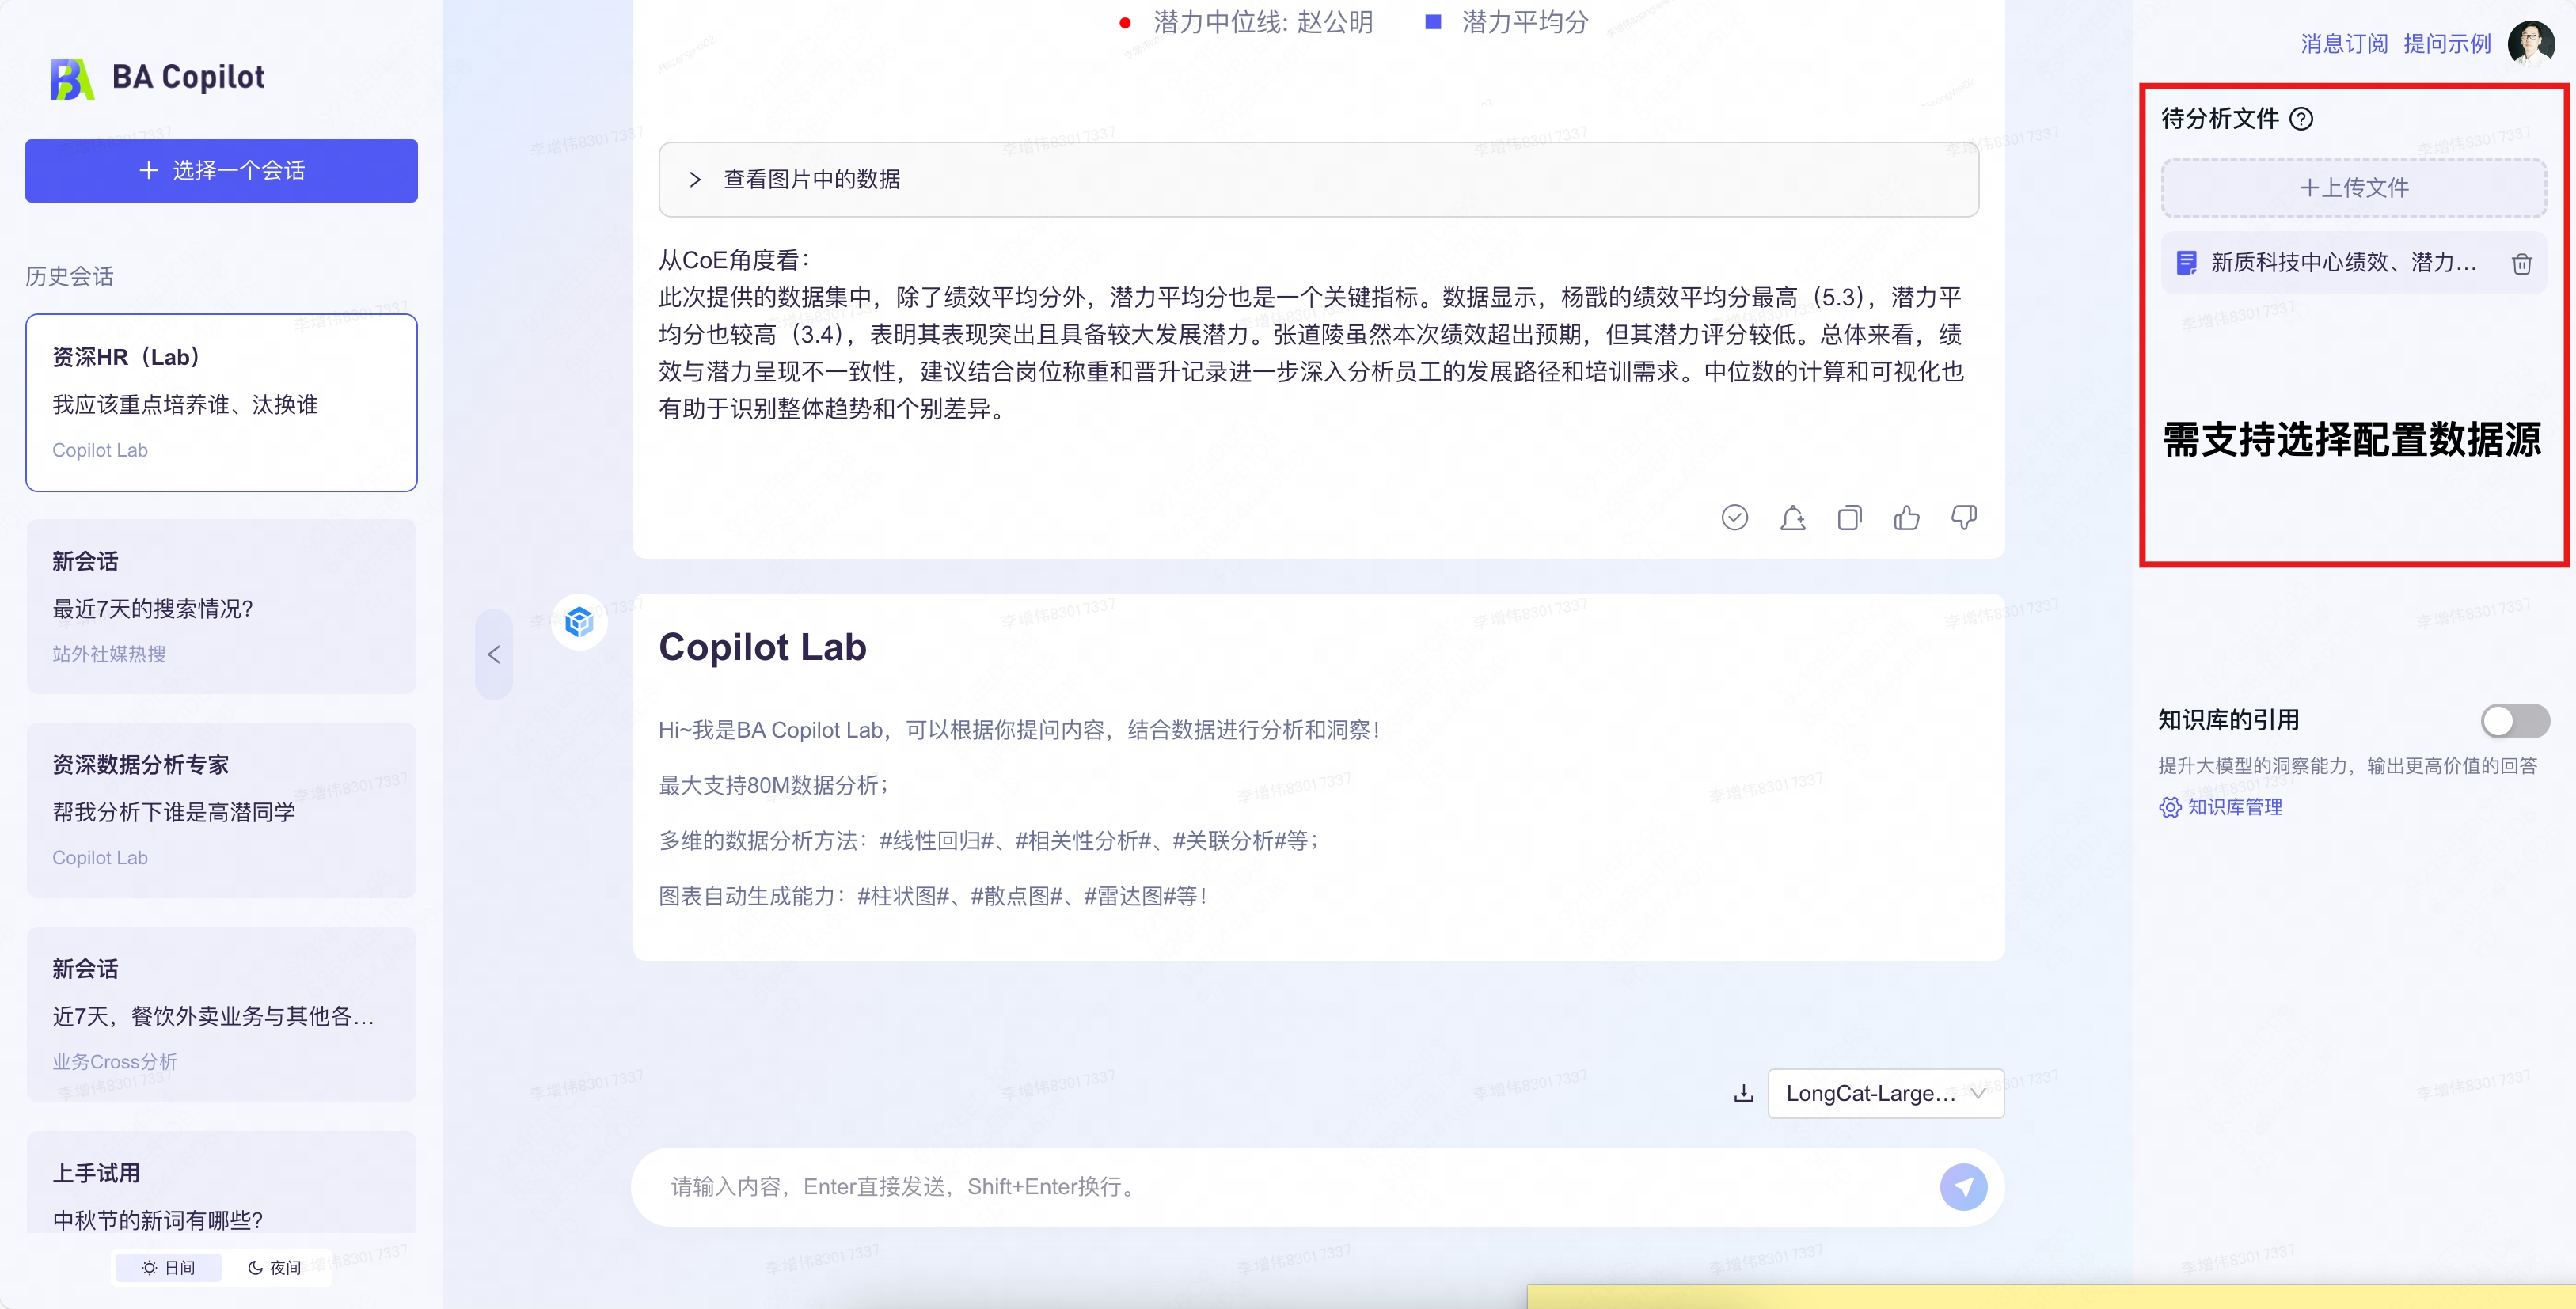 潜力中位线: 赵公明
潜力平均分
消息订阅 提问示例
BA Copilot
＋ 选择一个会话
历史会话
资深HR（Lab）
我应该重点培养谁、汰换谁
Copilot Lab
新会话
最近7天的搜索情况?
站外社媒热搜
资深数据分析专家
帮我分析下谁是高潜同学
Copilot Lab
新会话
近7天，餐饮外卖业务与其他各...
业务Cross分析
上手试用
中秋节的新词有哪些?
日间
夜间
查看图片中的数据
从CoE角度看：
此次提供的数据集中，除了绩效平均分外，潜力平均分也是一个关键指标。数据显示，杨戬的绩效平均分最高（5.3），潜力平
均分也较高（3.4），表明其表现突出且具备较大发展潜力。张道陵虽然本次绩效超出预期，但其潜力评分较低。总体来看，绩
效与潜力呈现不一致性，建议结合岗位称重和晋升记录进一步深入分析员工的发展路径和培训需求。中位数的计算和可视化也
有助于识别整体趋势和个别差异。
Copilot Lab
Hi~我是BA Copilot Lab，可以根据你提问内容，结合数据进行分析和洞察！
最大支持80M数据分析；
多维的数据分析方法：#线性回归#、#相关性分析#、#关联分析#等；
图表自动生成能力：#柱状图#、#散点图#、#雷达图#等！
LongCat-Large...
请输入内容，Enter直接发送，Shift+Enter换行。
待分析文件
＋上传文件
新质科技中心绩效、潜力...
需支持选择配置数据源
知识库的引用
提升大模型的洞察能力，输出更高价值的回答
知识库管理
李增伟83017337